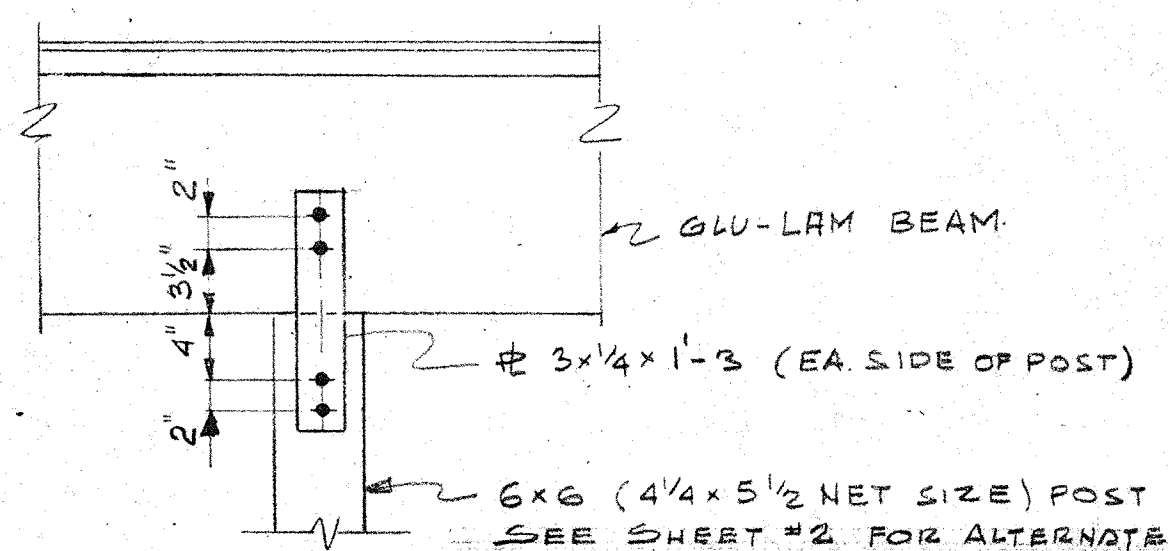 2"
3½"
4"
2"
GLU-LAM BEAM.
℄ 3×¼×1'-3 (EA. SIDE OF POST)
6×6 (4¼×5½ NET SIZE) POST
SEE SHEET #2 FOR ALTERNATE